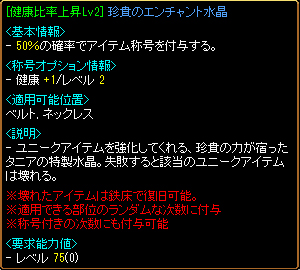 [健康比率上昇Lv2] 珍貴のエンチャント水晶
<基本情報>
- 50%の確率でアイテム称号を付与する。
<称号オプション情報>
- 健康 +1/レベル 2
<適用可能位置>
ベルト, ネックレス
<説明>
- ユニークアイテムを強化してくれる、珍貴の力が宿った
タニアの特製水晶。失敗すると該当のユニークアイテム
は壊れる。
※壊れたアイテムは鉄床で復旧可能。
※適用できる部位のランダムな次数に付与
※称号付きの次数にも付与可能
<要求能力値>
- レベル 75(0)